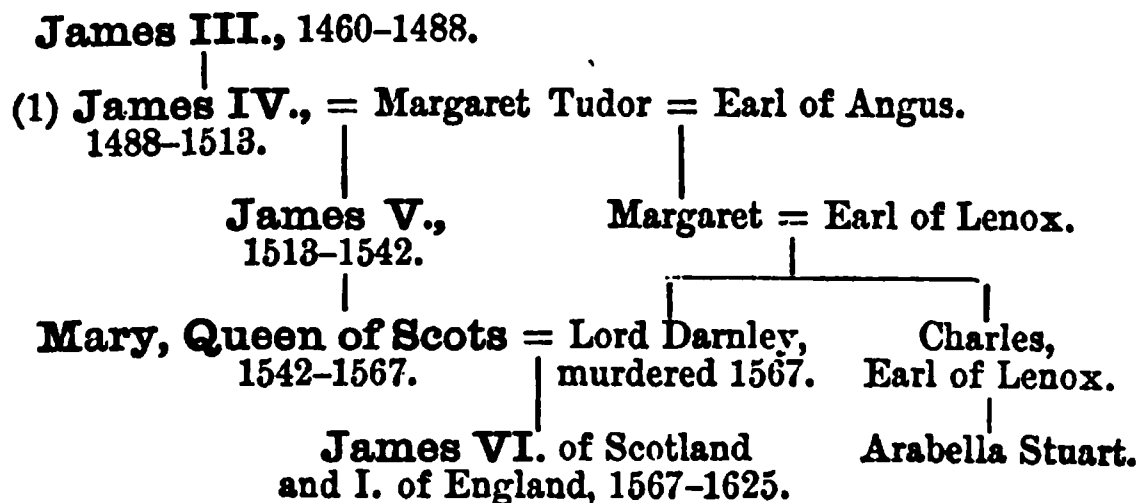 James III., 1460–1488.
(1) James IV., = Margaret Tudor = Earl of Angus.
1488–1513.
James V.,
1513–1542.
Margaret = Earl of Lenox.
Mary, Queen of Scots = Lord Darnley,
1542–1567.
murdered 1567.
Charles,
Earl of Lenox.
James VI. of Scotland
and I. of England, 1567–1625.
Arabella Stuart.